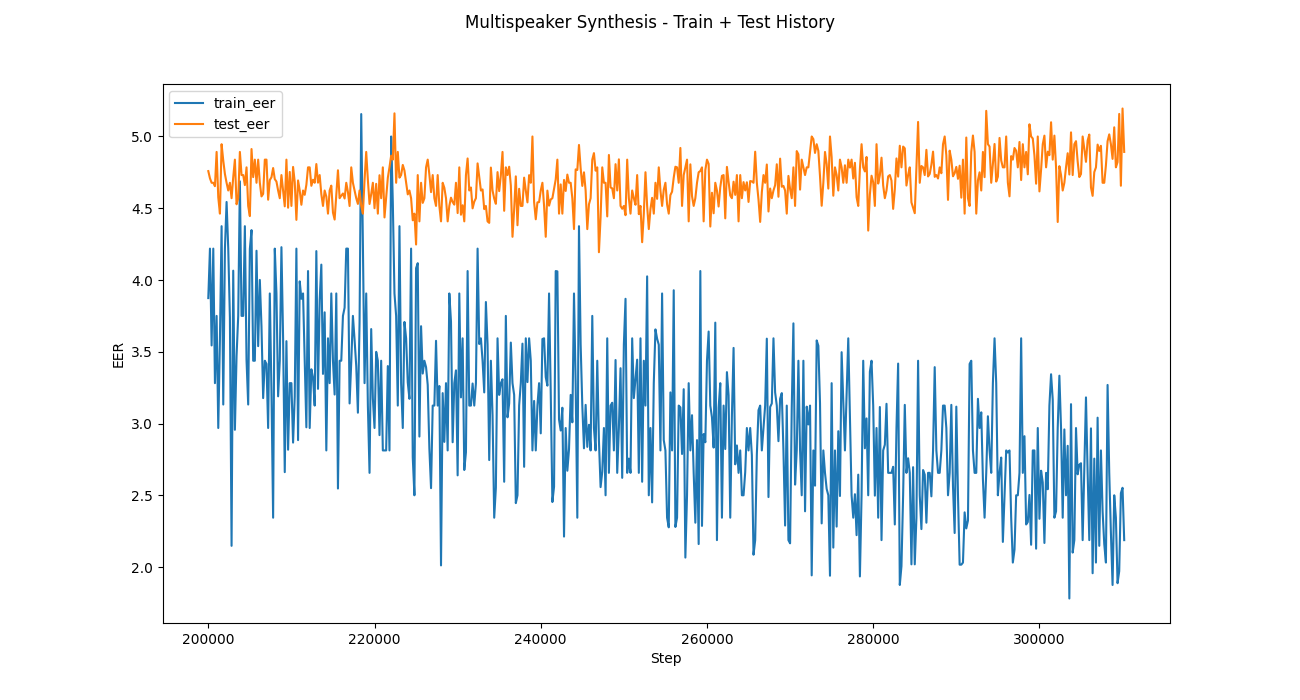 Multispeaker Synthesis - Train + Test History
train_eer
test_eer
5.0
4.5
4.0
3.5
3.0
2.5
2.0
EER
200000
220000
240000
260000
280000
300000
Step